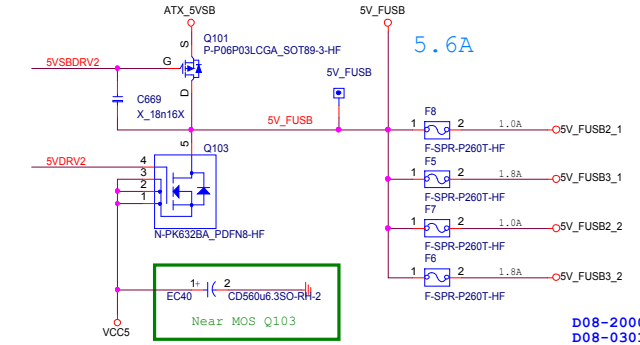 ATX_5VSB
5V_FUSB
Q101
P-P06P03LCGA_SOT89-3-HF
5.6A
S
5VSBDRV2
G
5V_FUSB
D
C669
X_18n16X
5V_FUSB
F8
1
2
1.0A
5V_FUSB2_1
F-SPR-P260T-HF
5
Q103
5VDRV2
4
3
2
1
F5
1
2
1.8A
5V_FUSB3_1
F-SPR-P260T-HF
F7
1
2
1.0A
5V_FUSB2_2
N-PK632BA_PDFN8-HF
F-SPR-P260T-HF
F6
1
2
1.8A
5V_FUSB3_2
F-SPR-P260T-HF
1+
2
EC40
CD560u6.3SO-RH-2
Near MOS Q103
VCC5